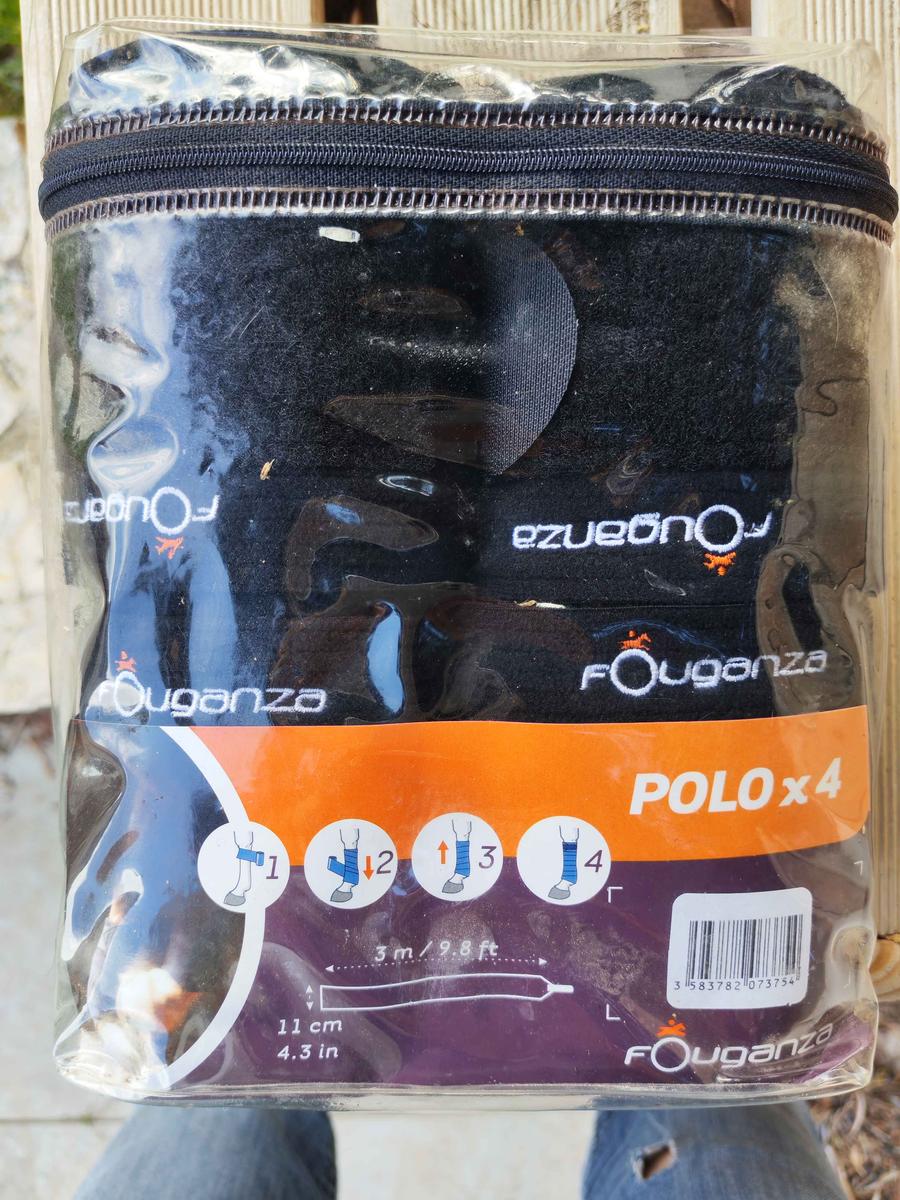 Fouganza
Fouganza
Fouganza
Fouganza
POLO x 4
1
2
3
4
3 m / 9.8 ft
11 cm
4.3 in
3 583782 073754
Fouganza